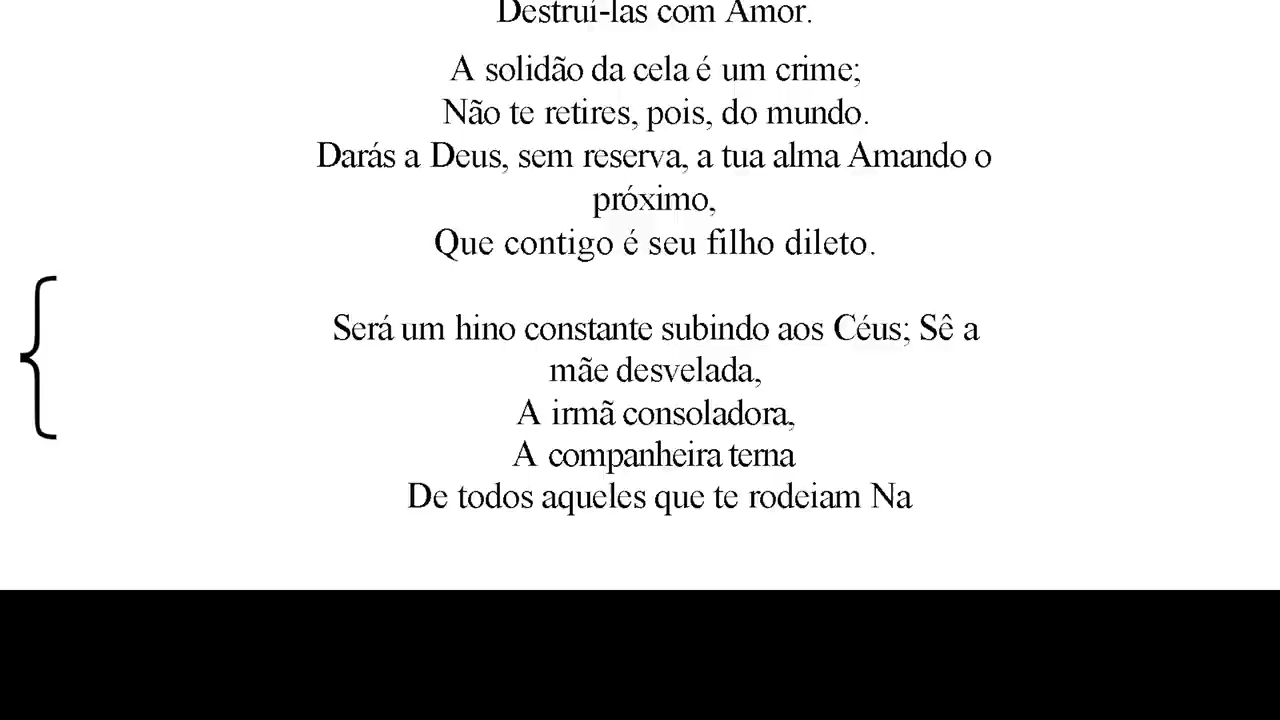 Destruí-las com Amor.
A solidão da cela é um crime;
Não te retires, pois, do mundo.
Darás a Deus, sem reserva, a tua alma Amando o
próximo,
Que contigo é seu filho dileto.
Será um hino constante subindo aos Céus; Sê a
mãe desvelada,
A irmã consoladora,
A companheira terna
De todos aqueles que te rodeiam Na